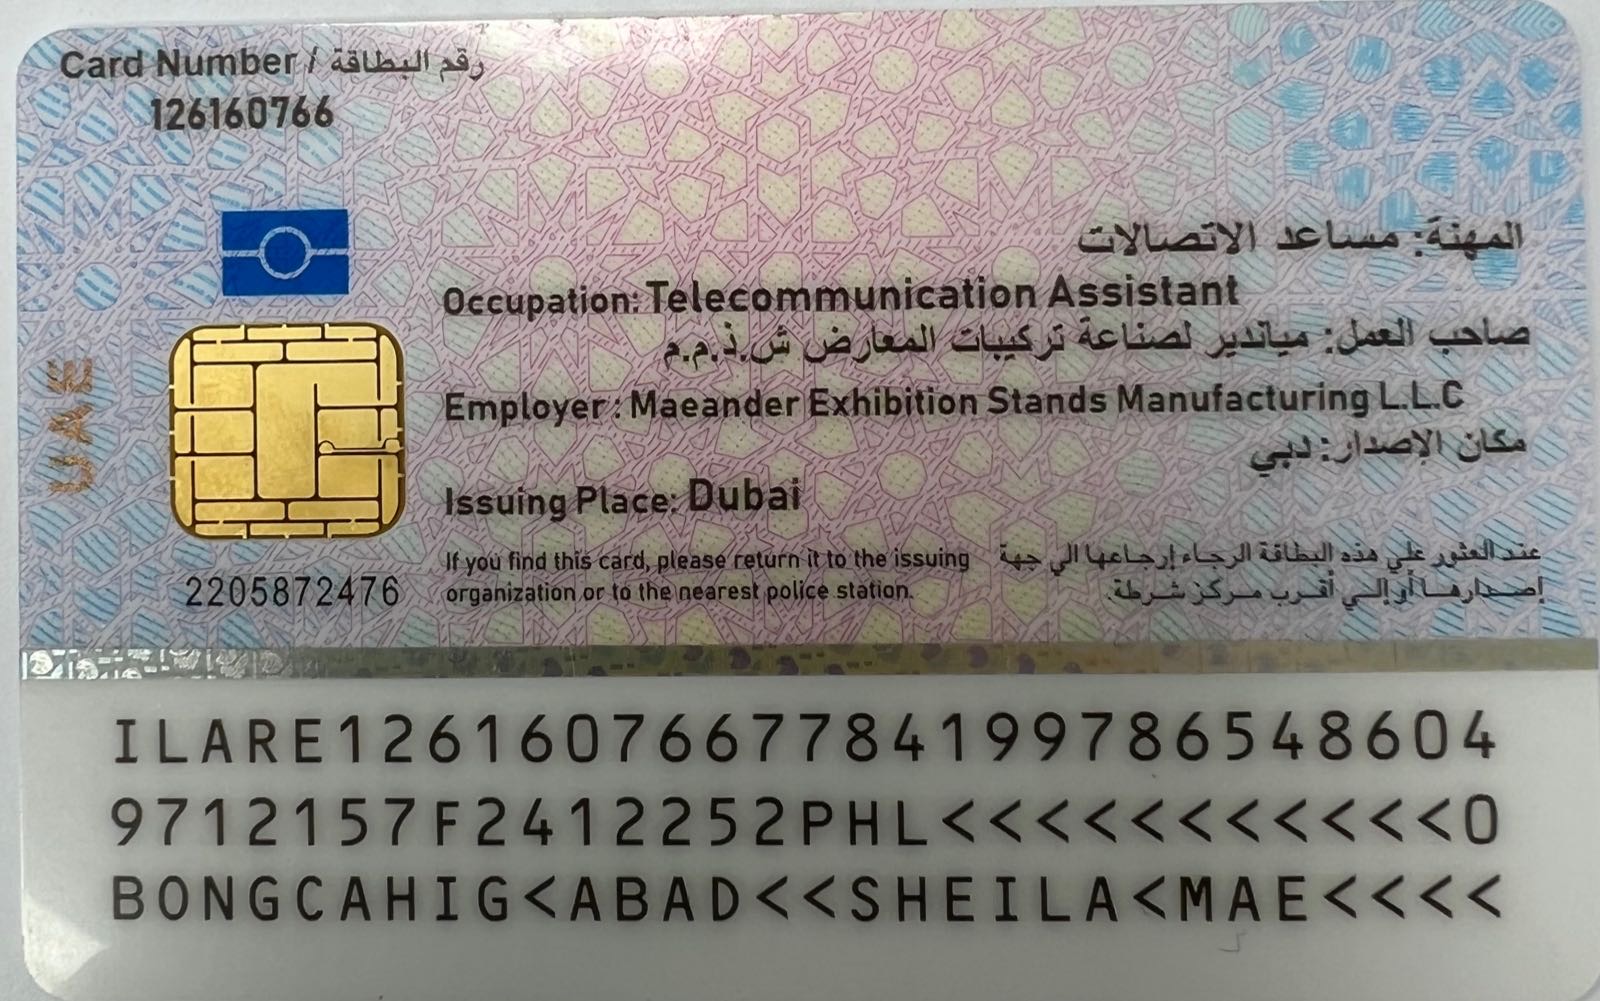 Card Number / رقم البطاقة
126160766
المهنة: مساعد الاتصالات
Occupation: Telecommunication Assistant
صاحب العمل: مياندير لصناعة تركيبات المعارض ش.ذ.م.م
Employer: Maeander Exhibition Stands Manufacturing L.L.C
مكان الإصدار: دبي
Issuing Place: Dubai
UAE
If you find this card, please return it to the issuing
organization or to the nearest police station.
عند العثور علي هذه البطاقة الرجاء إرجاعها الي جهة
إصدارها أو إلي أقرب مركز شرطة.
2205872476
ILARE1261607667784199786548604
9712157F2412252PHL<<<<<<<<<<<0
BONGCAHIG<ABAD<<SHEILA<MAE<<<<